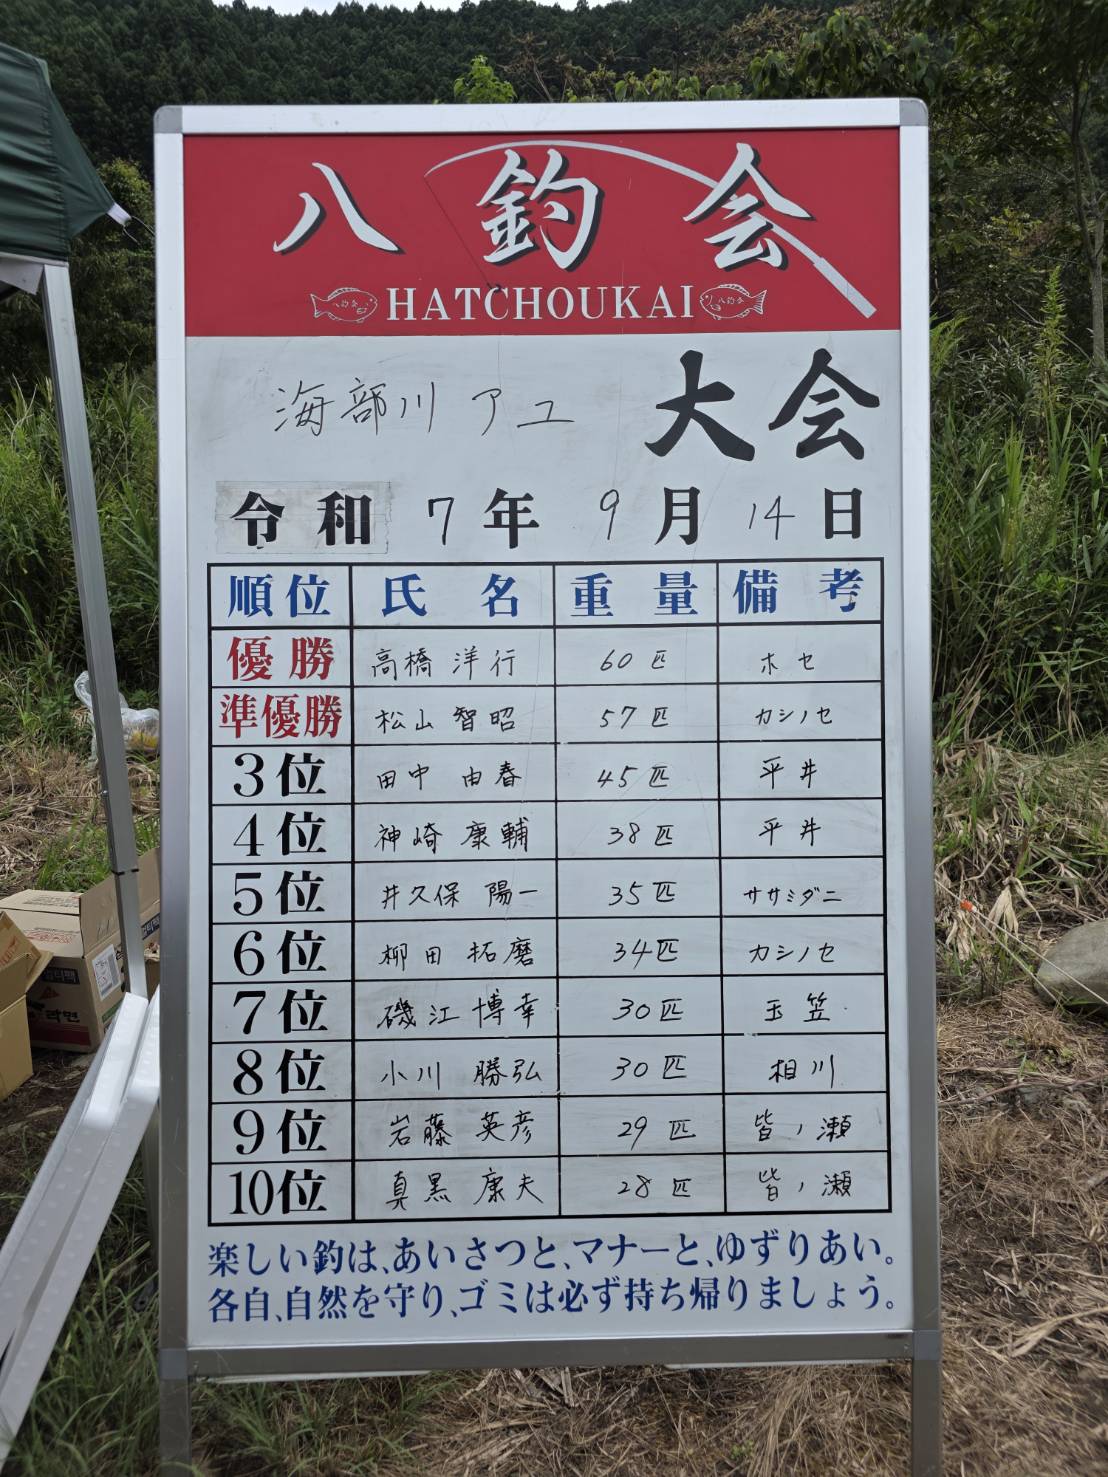 八釣会
八釣会 HATCHOUKAI 八釣会
海部川 アユ 大会
令和 7年 9月 14日
順位 氏名 重量 備考
優勝 高橋 洋行 60匹 ホセ
準優勝 松山 智昭 57匹 カシノセ
3位 田中 由春 45匹 平井
4位 神崎 康輔 38匹 平井
5位 井久保 陽一 35匹 ササミダニ
6位 柳田 拓磨 34匹 カシノセ
7位 磯江 博幸 30匹 玉笠
8位 小川 勝弘 30匹 相川
9位 岩藤 英彦 29匹 皆ノ瀬
10位 真黒 康夫 28匹 皆ノ瀬
楽しい釣は、あいさつと、マナーと、ゆずりあい。
各自、自然を守り、ゴミは必ず持ち帰りましょう。